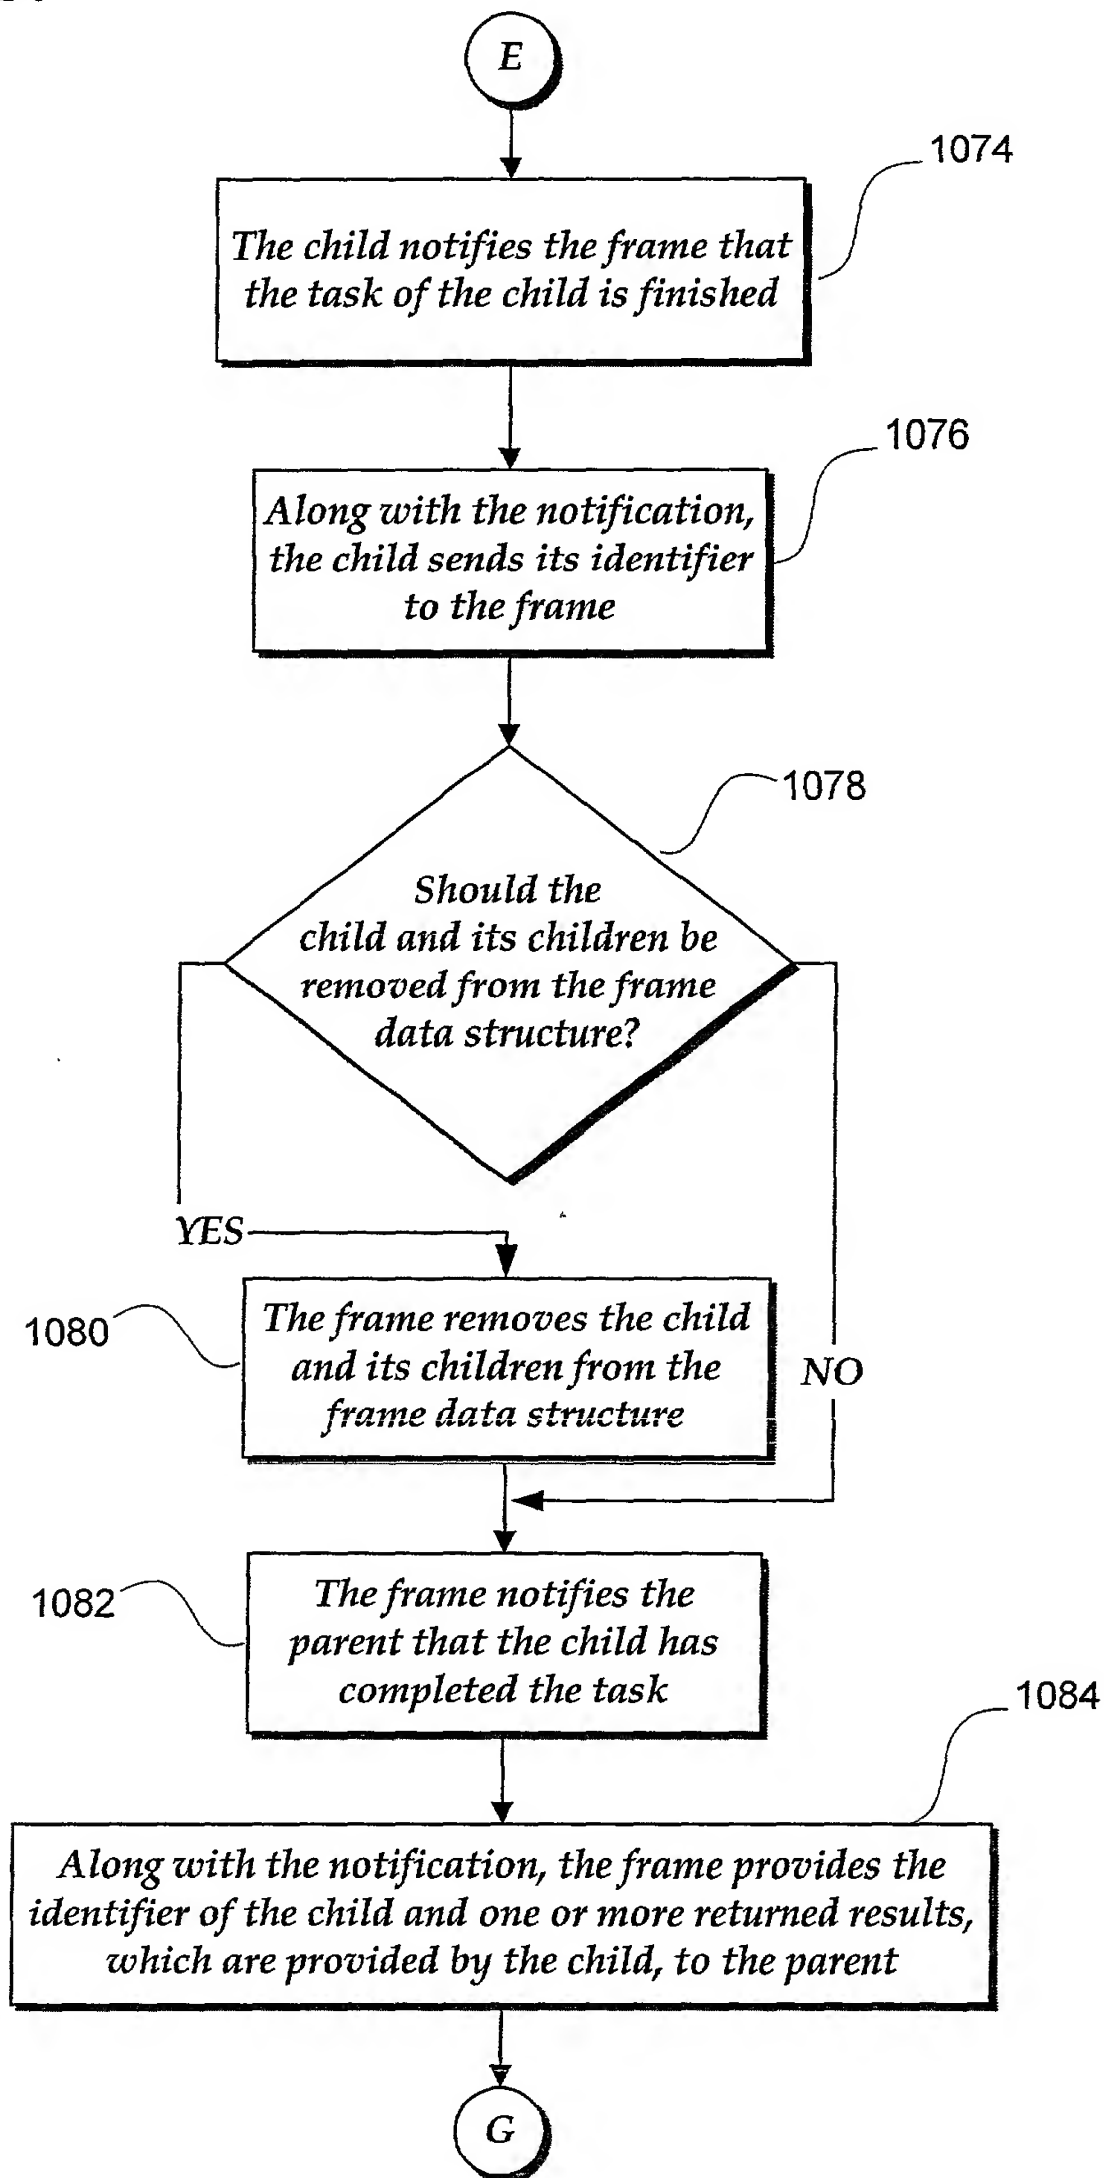 E
1074
The child notifies the frame that
the task of the child is finished
1076
Along with the notification,
the child sends its identifier
to the frame
1078
Should the
child and its children be
removed from the frame
data structure?
YES
1080
The frame removes the child
and its children from the
frame data structure
NO
1082
The frame notifies the
parent that the child has
completed the task
1084
Along with the notification, the frame provides the
identifier of the child and one or more returned results,
which are provided by the child, to the parent
G